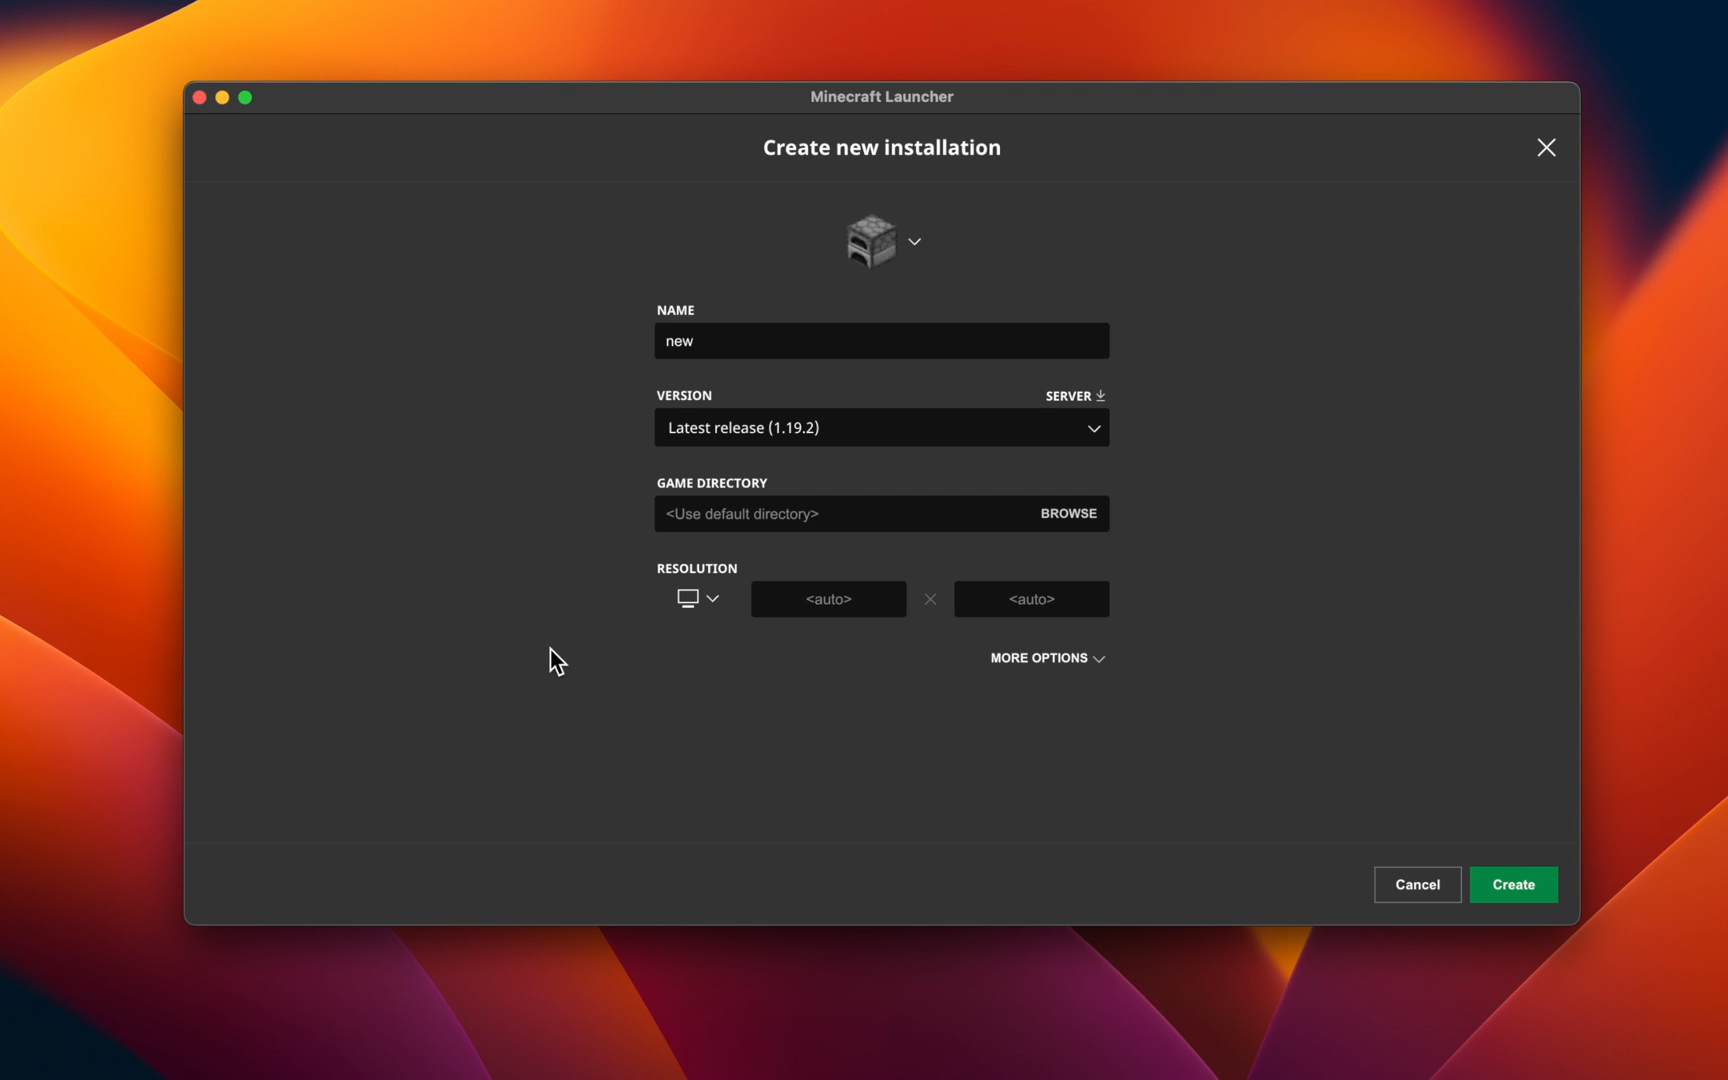 Minecraft Launcher
Create new installation
NAME
new
VERSION
SERVER
Latest release (1.19.2)
GAME DIRECTORY
<Use default directory>
BROWSE
RESOLUTION
<auto>
<auto>
MORE OPTIONS
Cancel
Create